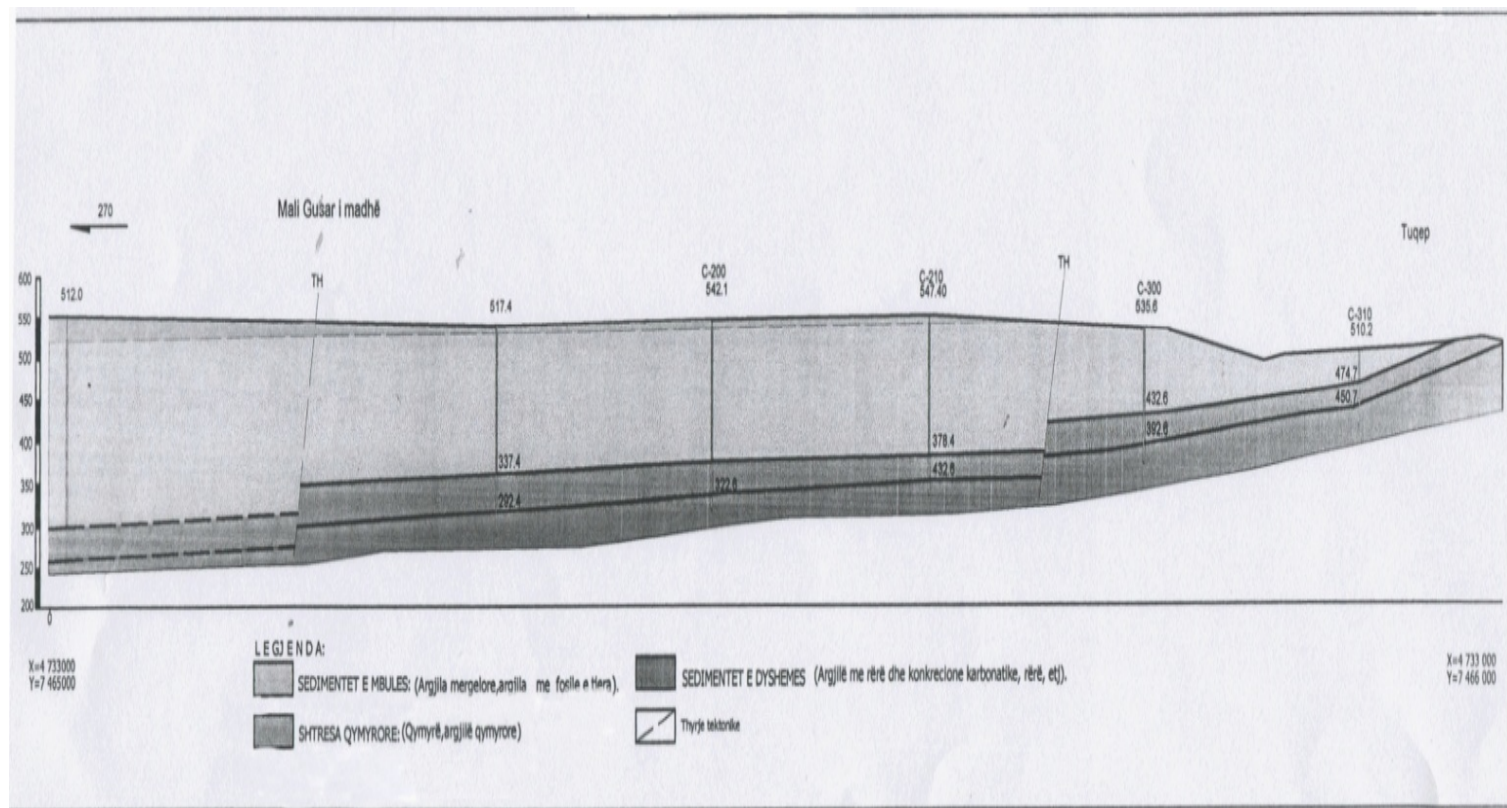 270
Mali Gusar i madhë
Tuqep
TH
TH
512.0
517.4
C-200
542.1
C-210
547.40
C-300
535.6
C-310
510.2
600
550
500
450
400
350
300
250
200
0
337.4
292.4
322.6
378.4
432.6
432.6
392.6
474.7
450.7
LEGJENDA:
SEDIMENTET E MBULES: (Argjila mergelore,argjila me fosile e tjera).
SHTRESA QYMYRORE: (Qymyrë,argjillë qymyrore)
SEDIMENTET E DYSHEMES (Argjillë me rërë dhe konkrecione karbonatike, rërë, etj).
Thyrje tektonike
X=4 733000
Y=7 465000
X=4 733 000
Y=7 466 000